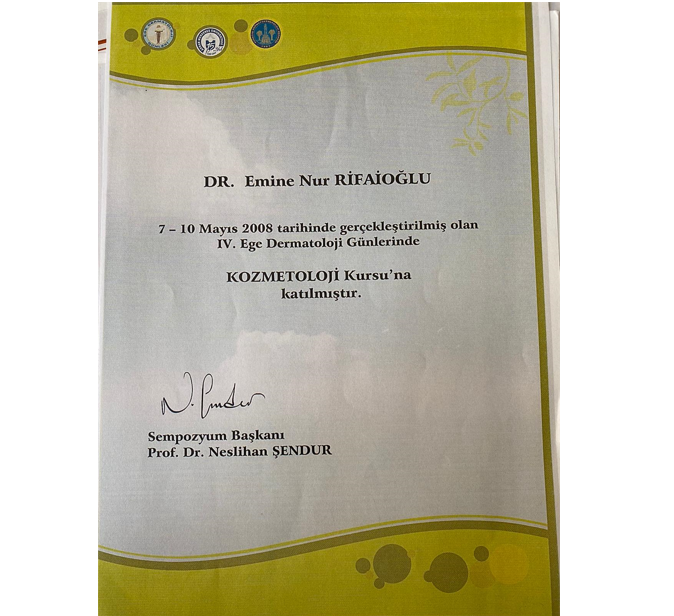 DR. Emine Nur RİFAİOĞLU
7 – 10 Mayıs 2008 tarihinde gerçekleştirilmiş olan
IV. Ege Dermatoloji Günlerinde
KOZMETOLOJİ Kursu’na
katılmıştır.
Sempozyum Başkanı
Prof. Dr. Neslihan ŞENDUR